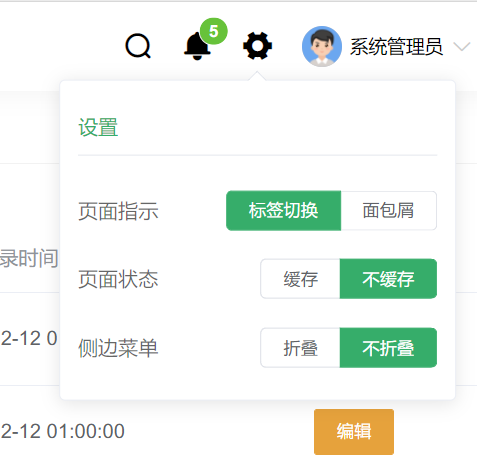 5
系统管理员
设置
页面指示
标签切换
面包屑
录时间
页面状态
缓存
不缓存
2-12 0
侧边菜单
折叠
不折叠
2-12 01:00:00
编辑